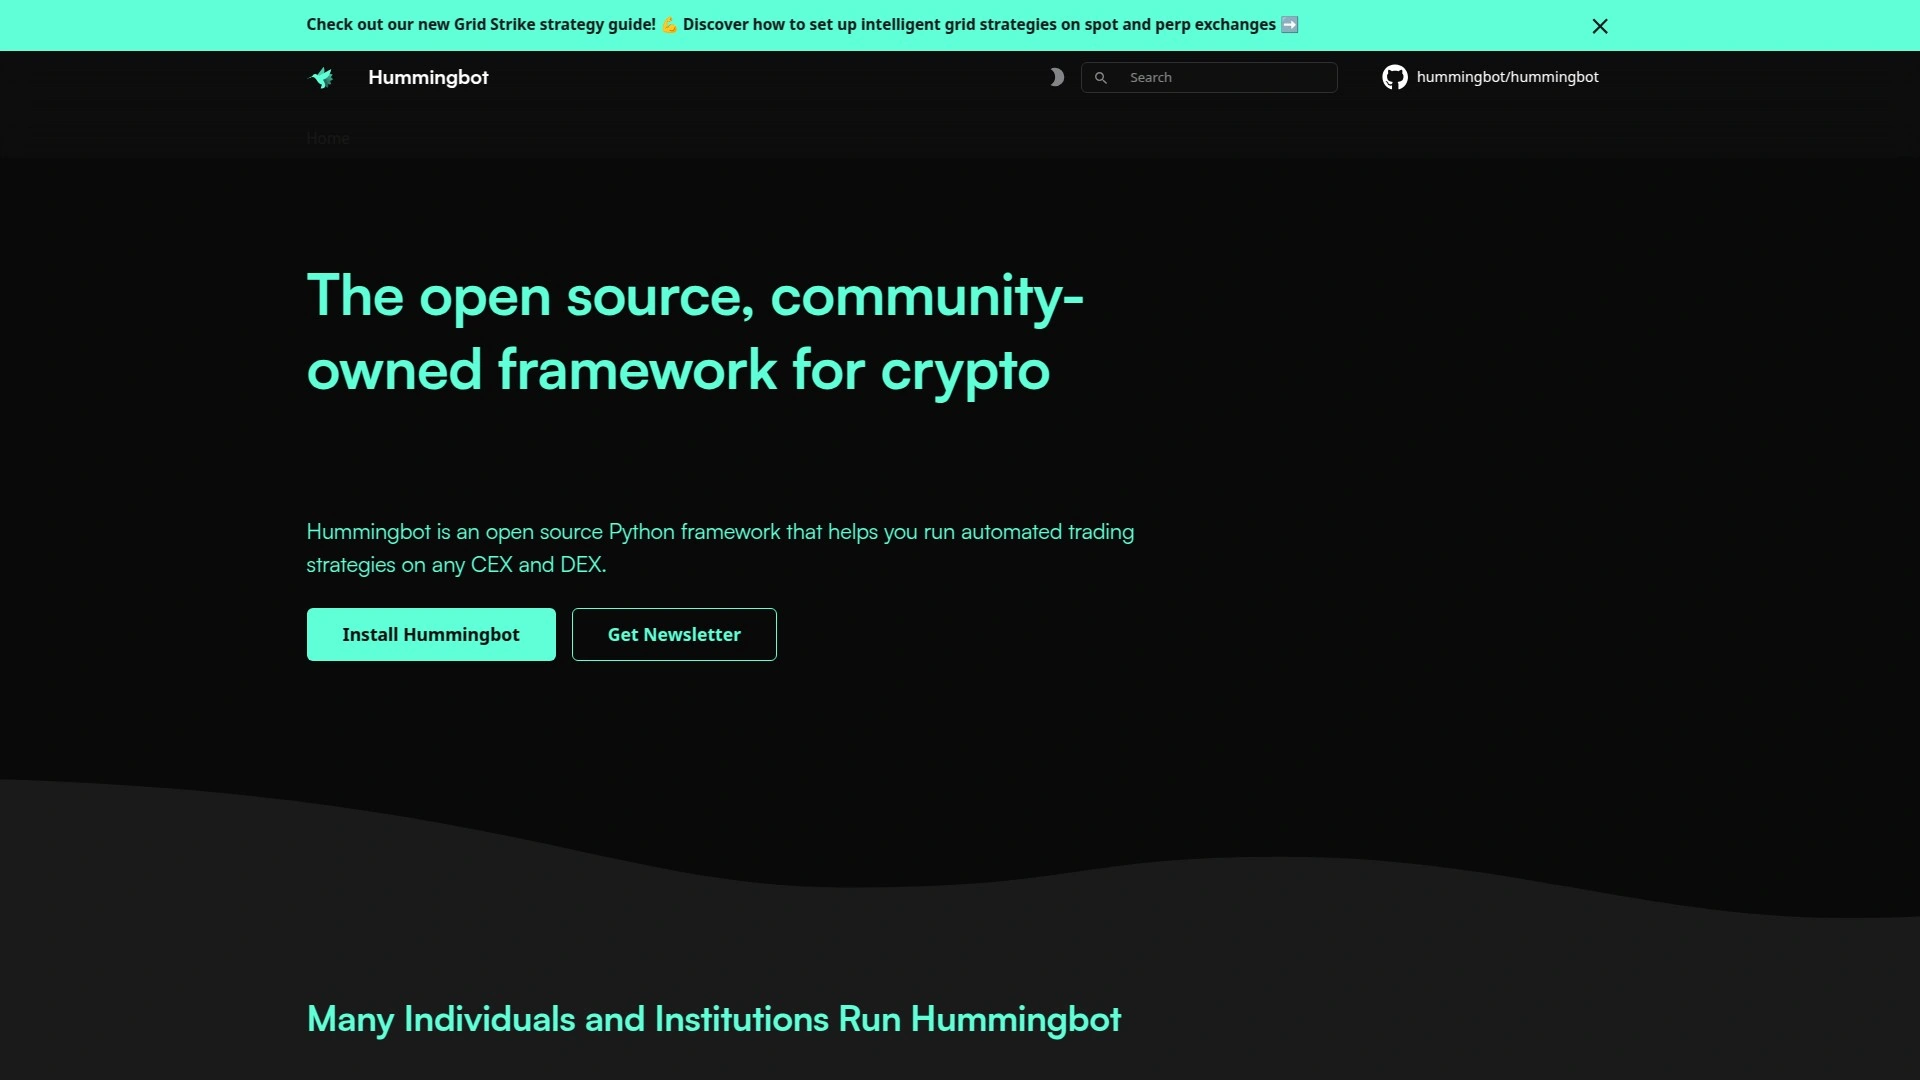 Check out our new Grid Strike strategy guide! 💪 Discover how to set up intelligent grid strategies on spot and perp exchanges ➡️
Hummingbot
Search
hummingbot/hummingbot
Home
The open source, community-
owned framework for crypto
Hummingbot is an open source Python framework that helps you run automated trading
strategies on any CEX and DEX.
Install Hummingbot
Get Newsletter
Many Individuals and Institutions Run Hummingbot